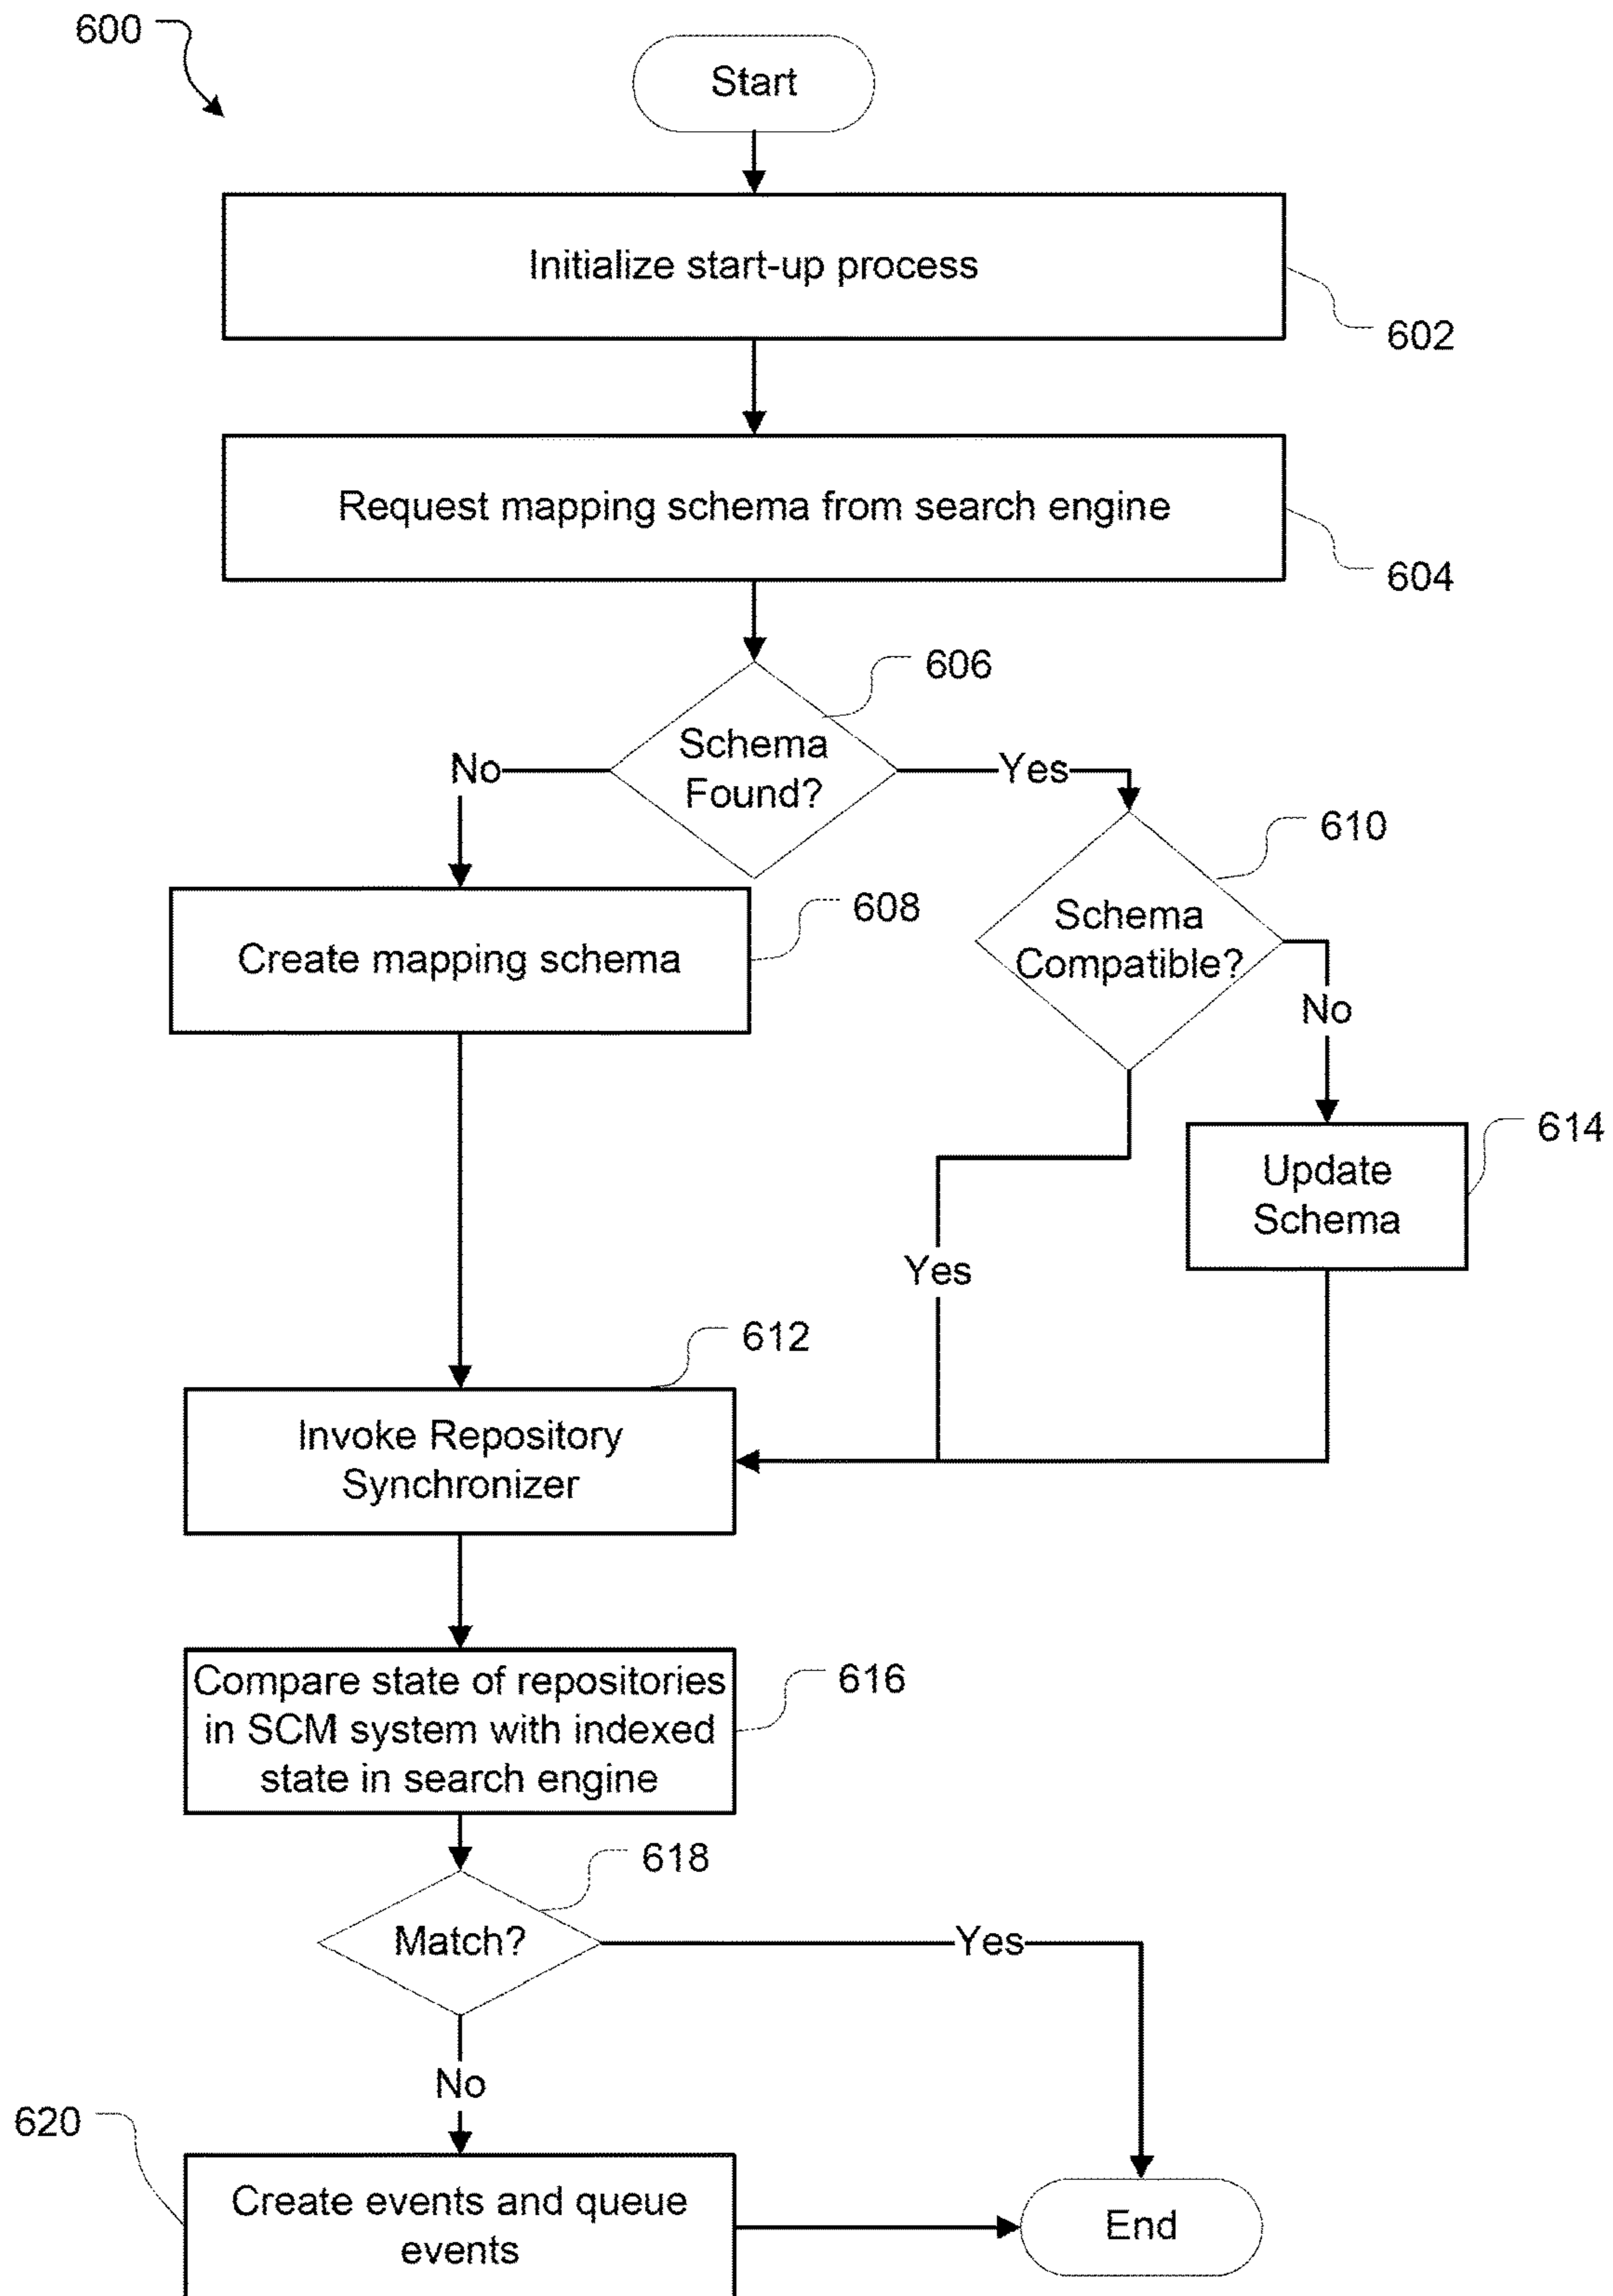 600
Start
Initialize start-up process
602
Request mapping schema from search engine
604
606
Schema
Found?
No
Yes
610
608
Create mapping schema
Schema
Compatible?
No
614
Update
Schema
Yes
612
Invoke Repository
Synchronizer
616
Compare state of repositories
in SCM system with indexed
state in search engine
618
Match?
Yes
No
620
Create events and queue
events
End